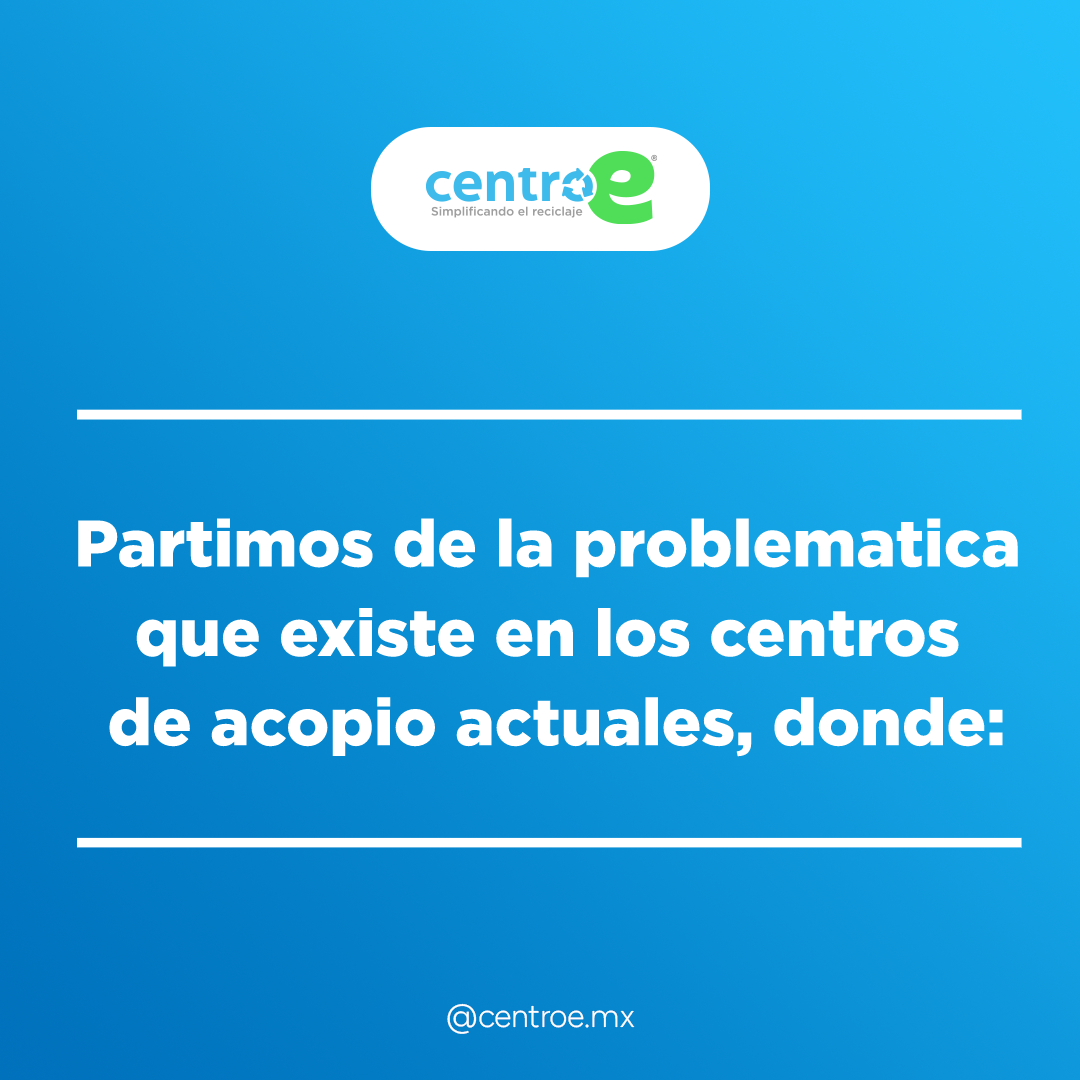 centroe®
Simplificando el reciclaje
Partimos de la problematica
que existe en los centros
de acopio actuales, donde:
@centroe.mx